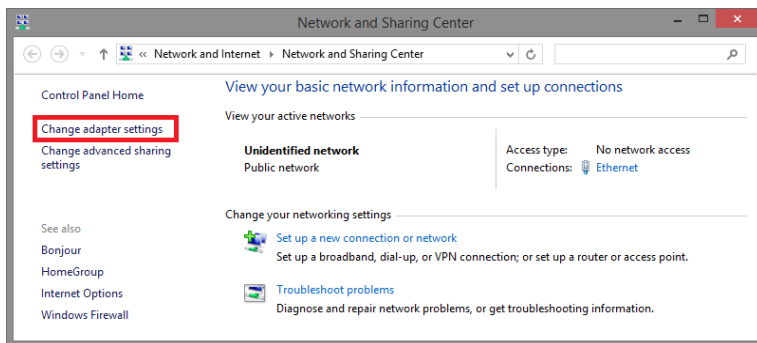 Network and Sharing Center
« Network and Internet Network and Sharing Center
Control Panel Home
Change adapter settings
Change advanced sharing
settings
See also
Bonjour
HomeGroup
Internet Options
Windows Firewall
View your basic network information and set up connections
View your active networks
Unidentified network
Public network
Access type: No network access
Connections: Ethernet
Change your networking settings
Set up a new connection or network
Set up a broadband, dial-up, or VPN connection; or set up a router or access point.
Troubleshoot problems
Diagnose and repair network problems, or get troubleshooting information.